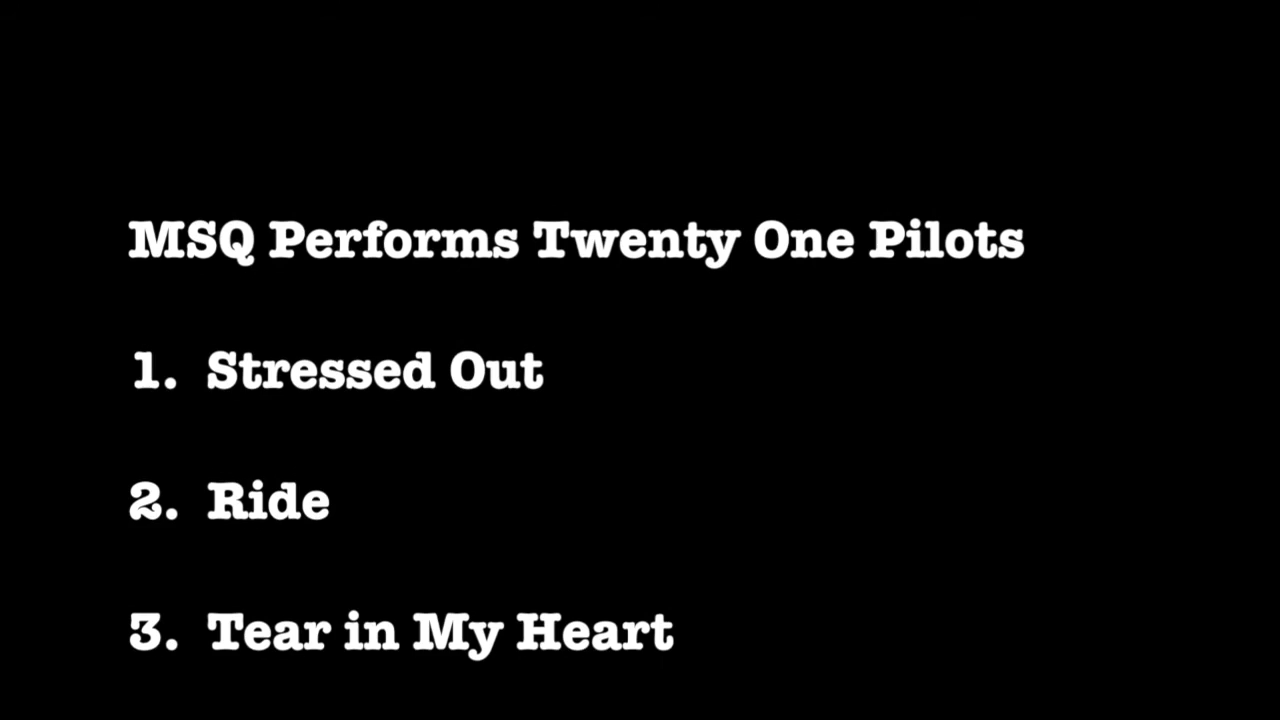 MSQ Performs Twenty One Pilots
1. Stressed Out
2. Ride
3. Tear in My Heart